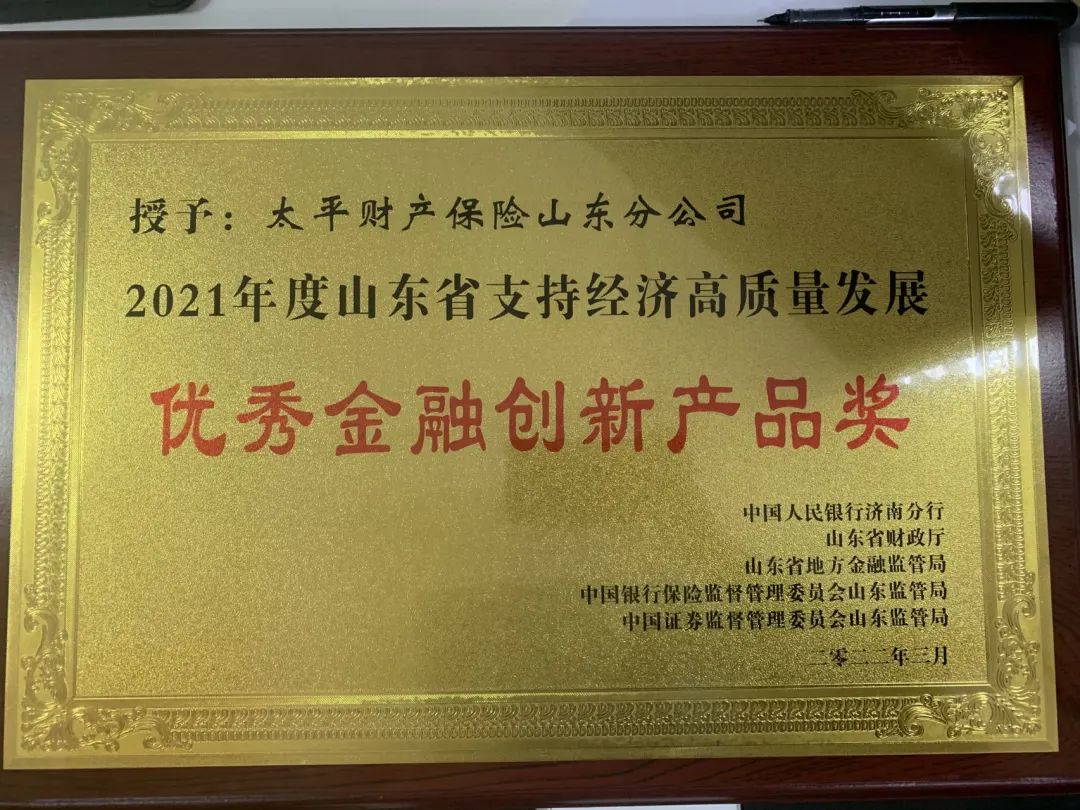 授予：太平财产保险山东分公司
2021年度山东省支持经济高质量发展
优秀金融创新产品奖
中国人民银行济南分行
山东省财政厅
山东省地方金融监管局
中国银行保险监督管理委员会山东监管局
中国证券监督管理委员会山东监管局
二零二二年三月